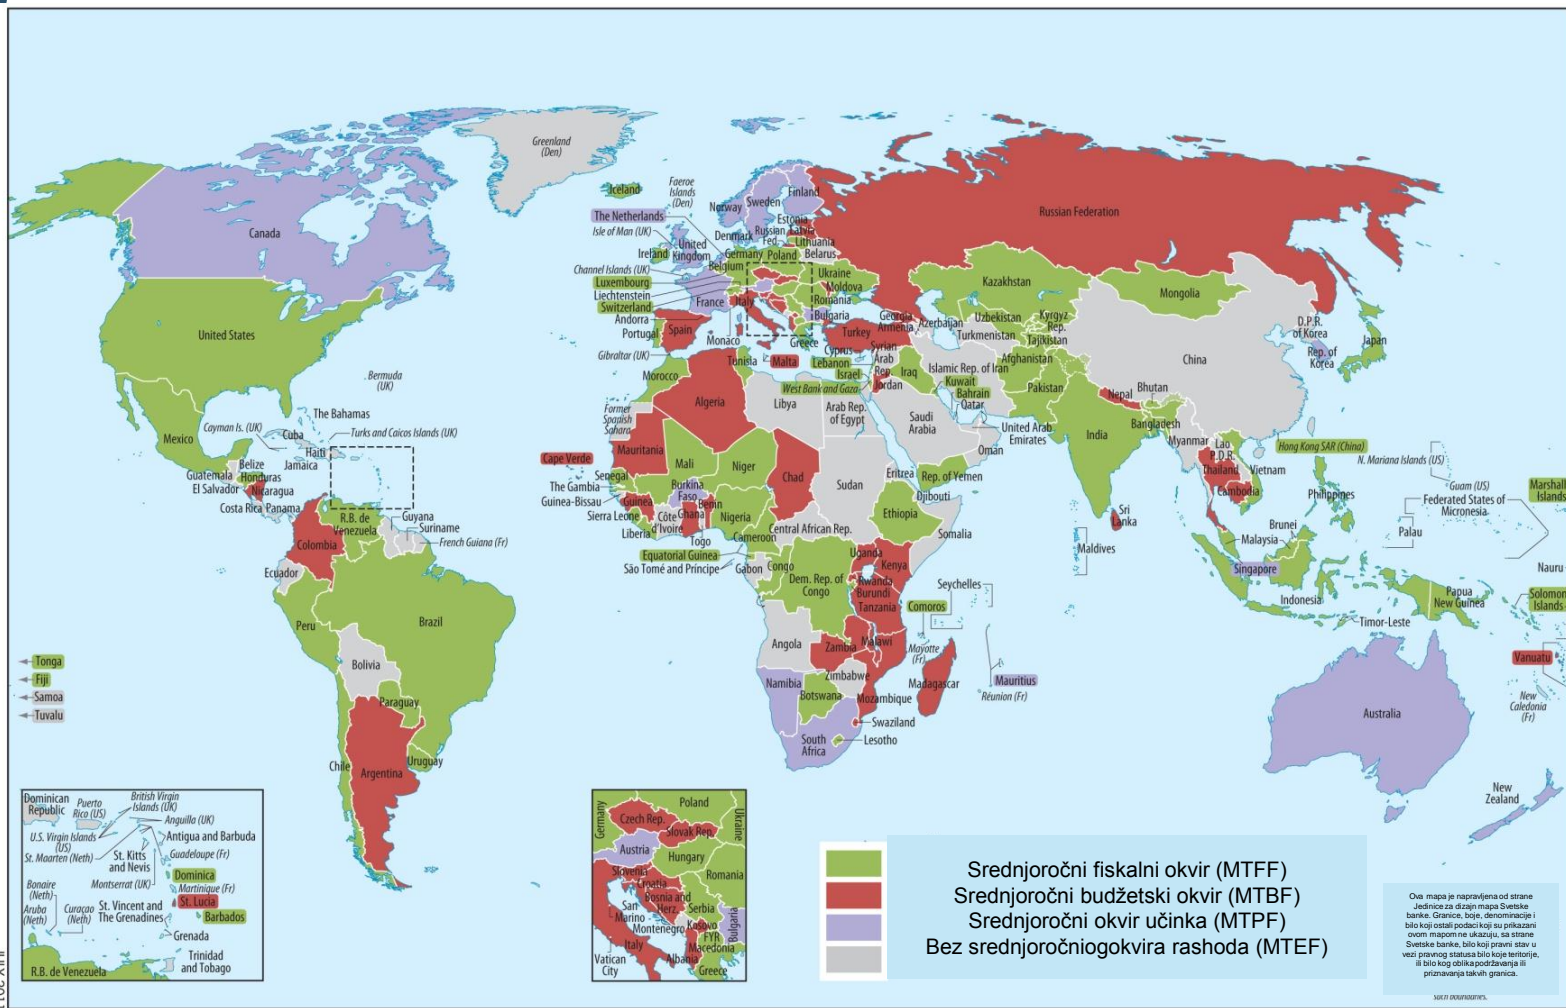 Greenland
(Den)
Iceland
Faeroe
Islands
(Den)
The Netherlands
Isle of Man (UK)
Norway
Sweden
Finland
Estonia
Russian
Fed.
Latvia
Lithuania
Denmark
Russian Federation
Canada
Ireland
United
Kingdom
Germany
Poland
Belarus
Belgium
Channel Islands (UK)
Luxembourg
Liechtenstein
Switzerland
Ukraine
Moldova
Romania
France
Italy
Bulgaria
Andorra
Portugal
Spain
Monaco
Greece
Gibraltar (UK)
Malta
Turkey
Georgia
Armenia
Azerbaijan
Kazakhstan
Uzbekistan
Turkmenistan
Kyrgyz
Rep.
Tajikistan
Mongolia
D.P.R.
of Korea
Rep. of
Korea
Japan
China
United States
Cyprus
Lebanon
Israel
West Bank and Gaza
Syrian
Arab
Rep.
Jordan
Iraq
Islamic Rep. of Iran
Afghanistan
Kuwait
Bahrain
Qatar
Pakistan
Nepal
Bhutan
Bermuda
(UK)
Tunisia
Morocco
Algeria
Libya
Arab Rep.
of Egypt
Former
Spanish
Sahara
Saudi
Arabia
United Arab
Emirates
Oman
India
Bangladesh
Myanmar
Lao
P.D.R.
Thailand
Vietnam
Cambodia
Hong Kong SAR (China)
N. Mariana Islands (US)
Guam (US)
Philippines
Marshall
Islands
Federated States of
Micronesia
Palau
Mexico
The Bahamas
Cayman Is. (UK)
Cuba
Turks and Caicos Islands (UK)
Haiti
Jamaica
Belize
Guatemala
Honduras
El Salvador
Nicaragua
Costa Rica
Panama
R.B. de
Venezuela
Guyana
Suriname
French Guiana (Fr)
Colombia
Ecuador
Peru
Brazil
Bolivia
Paraguay
Chile
Argentina
Uruguay
Cape Verde
Mauritania
Senegal
The Gambia
Guinea-Bissau
Guinea
Sierra Leone
Liberia
Mali
Niger
Chad
Sudan
Eritrea
Rep. of Yemen
Djibouti
Burkina
Faso
Benin
Ghana
Côte
d'Ivoire
Togo
Nigeria
Cameroon
Central African Rep.
Ethiopia
Somalia
Equatorial Guinea
São Tomé and Príncipe
Gabon
Congo
Dem. Rep. of
Congo
Uganda
Kenya
Rwanda
Burundi
Tanzania
Seychelles
Comoros
Mayotte
(Fr)
Maldives
Sri
Lanka
Brunei
Malaysia
Singapore
Indonesia
Timor-Leste
Papua
New Guinea
Nauru
Solomon
Islands
Vanuatu
New
Caledonia
(Fr)
Angola
Zambia
Malawi
Zimbabwe
Namibia
Botswana
Mozambique
Madagascar
Mauritius
Réunion (Fr)
Swaziland
Lesotho
South
Africa
Australia
New
Zealand
Tonga
Fiji
Samoa
Tuvalu
Dominican
Republic
Puerto
Rico (US)
British Virgin
Islands (UK)
Anguilla (UK)
U.S. Virgin Islands
(US)
Antigua and Barbuda
St. Maarten (Neth)
St. Kitts
and Nevis
Guadeloupe (Fr)
Montserrat (UK)
Dominica
Martinique (Fr)
Bonaire
(Neth)
St. Lucia
Aruba
(Neth)
Curaçao
(Neth)
St. Vincent and
The Grenadines
Barbados
Grenada
Trinidad
and Tobago
R.B. de Venezuela
Germany
Poland
Czech Rep.
Slovak Rep.
Ukraine
Austria
Hungary
Romania
Slovenia
Croatia
Bosnia and
Herz.
Serbia
San
Marino
Montenegro
Kosovo
Bulgaria
Italy
FYR
Macedonia
Vatican
City
Albania
Greece
Srednjoročni fiskalni okvir (MTFF)
Srednjoročni budžetski okvir (MTBF)
Srednjoročni okvir učinka (MTPF)
Bez srednjoročniogokvira rashoda (MTEF)
Ova mapa je napravljena od strane
Jedinice za dizajn mapa Svetske
banke. Granice, boje, denominacije i
bilo koji ostali podaci koji su prikazani
ovom mapom ne ukazuju, sa strane
Svetske banke, bilo koji pravni stav u
vezi pravnog statusa bilo koje teritorije,
ili bilo kog oblika podržavanja ili
priznavanja takvih granica.
such boundaries.